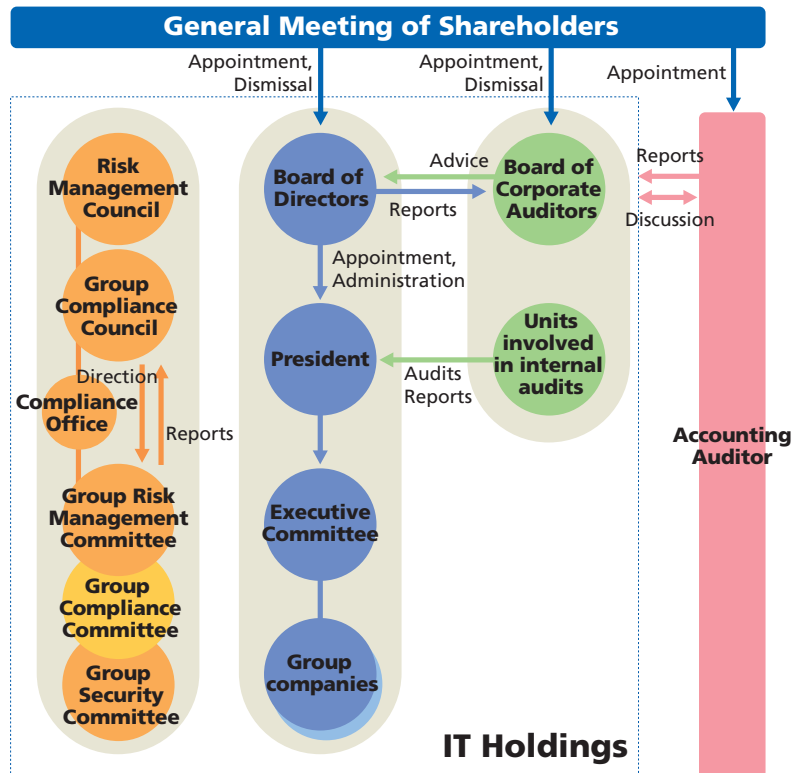 General Meeting of Shareholders
Appointment,
Dismissal
Appointment,
Dismissal
Appointment
Risk
Management
Council
Group
Compliance
Council
Direction
Compliance
Office
Reports
Group Risk
Management
Committee
Group
Compliance
Committee
Group
Security
Committee
Board of
Directors
Advice
Reports
Board of
Corporate
Auditors
Reports
Discussion
Appointment,
Administration
President
Audits
Reports
Units
involved
in internal
audits
Executive
Committee
Group
companies
Accounting
Auditor
IT Holdings